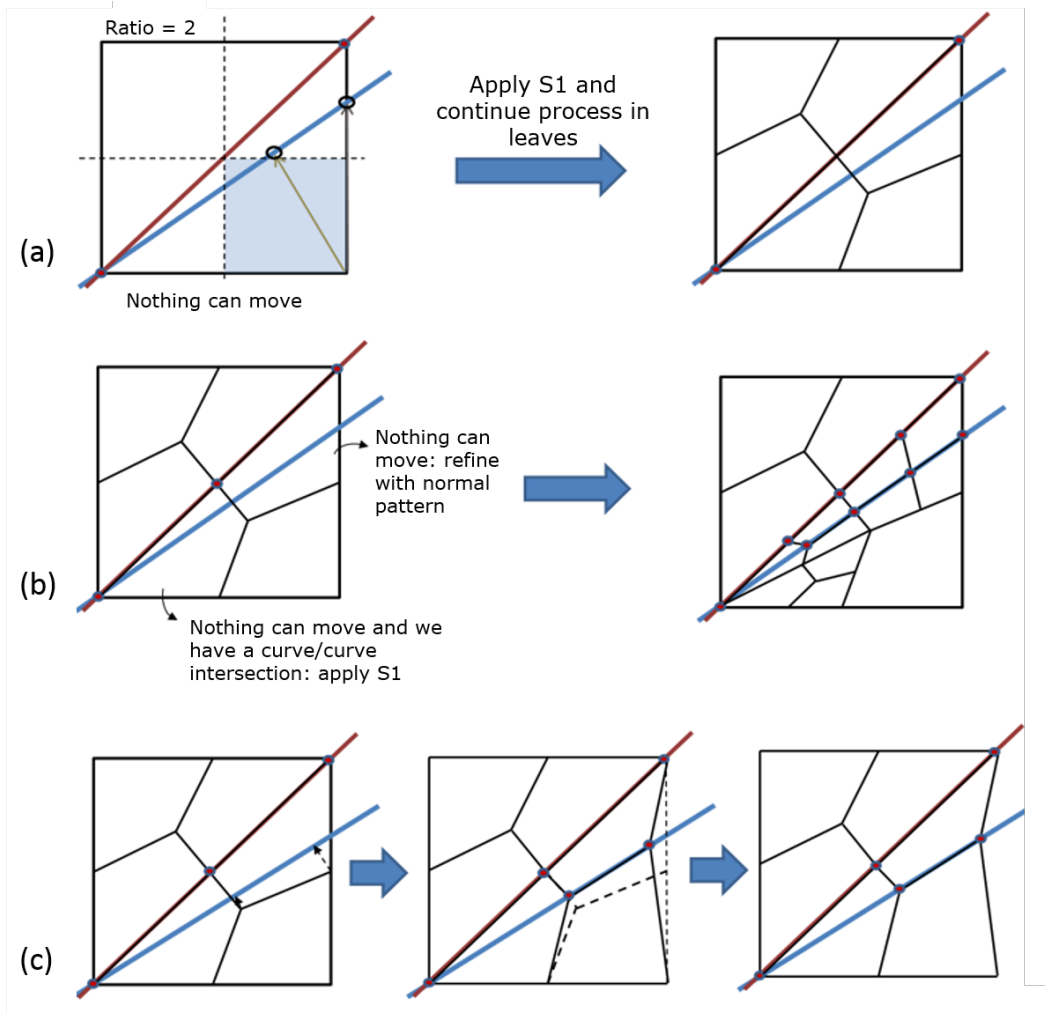 Ratio = 2
Apply S1 and
continue process in
leaves
(a)
Nothing can move
Nothing can
move: refine
with normal
pattern
(b)
Nothing can move and we
have a curve/curve
intersection: apply S1
(c)